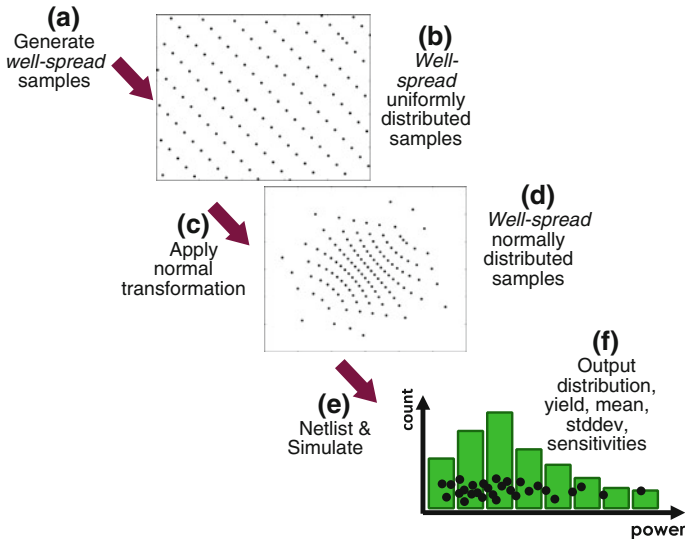 (a)
Generate
well-spread
samples
(b)
Well-
spread
uniformly
distributed
samples
(c)
Apply
normal
transformation
(d)
Well-spread
normally
distributed
samples
(e)
Netlist &
Simulate
(f)
Output
distribution,
yield, mean,
stddev,
sensitivities
count
power